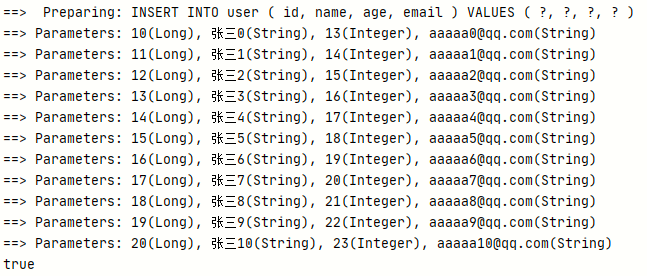 ==>  Preparing: INSERT INTO user ( id, name, age, email ) VALUES ( ?, ?, ?, ? )
==> Parameters: 10(Long), 张三0(String), 13(Integer), aaaaa0@qq.com(String)
==> Parameters: 11(Long), 张三1(String), 14(Integer), aaaaa1@qq.com(String)
==> Parameters: 12(Long), 张三2(String), 15(Integer), aaaaa2@qq.com(String)
==> Parameters: 13(Long), 张三3(String), 16(Integer), aaaaa3@qq.com(String)
==> Parameters: 14(Long), 张三4(String), 17(Integer), aaaaa4@qq.com(String)
==> Parameters: 15(Long), 张三5(String), 18(Integer), aaaaa5@qq.com(String)
==> Parameters: 16(Long), 张三6(String), 19(Integer), aaaaa6@qq.com(String)
==> Parameters: 17(Long), 张三7(String), 20(Integer), aaaaa7@qq.com(String)
==> Parameters: 18(Long), 张三8(String), 21(Integer), aaaaa8@qq.com(String)
==> Parameters: 19(Long), 张三9(String), 22(Integer), aaaaa9@qq.com(String)
==> Parameters: 20(Long), 张三10(String), 23(Integer), aaaaa10@qq.com(String)
true